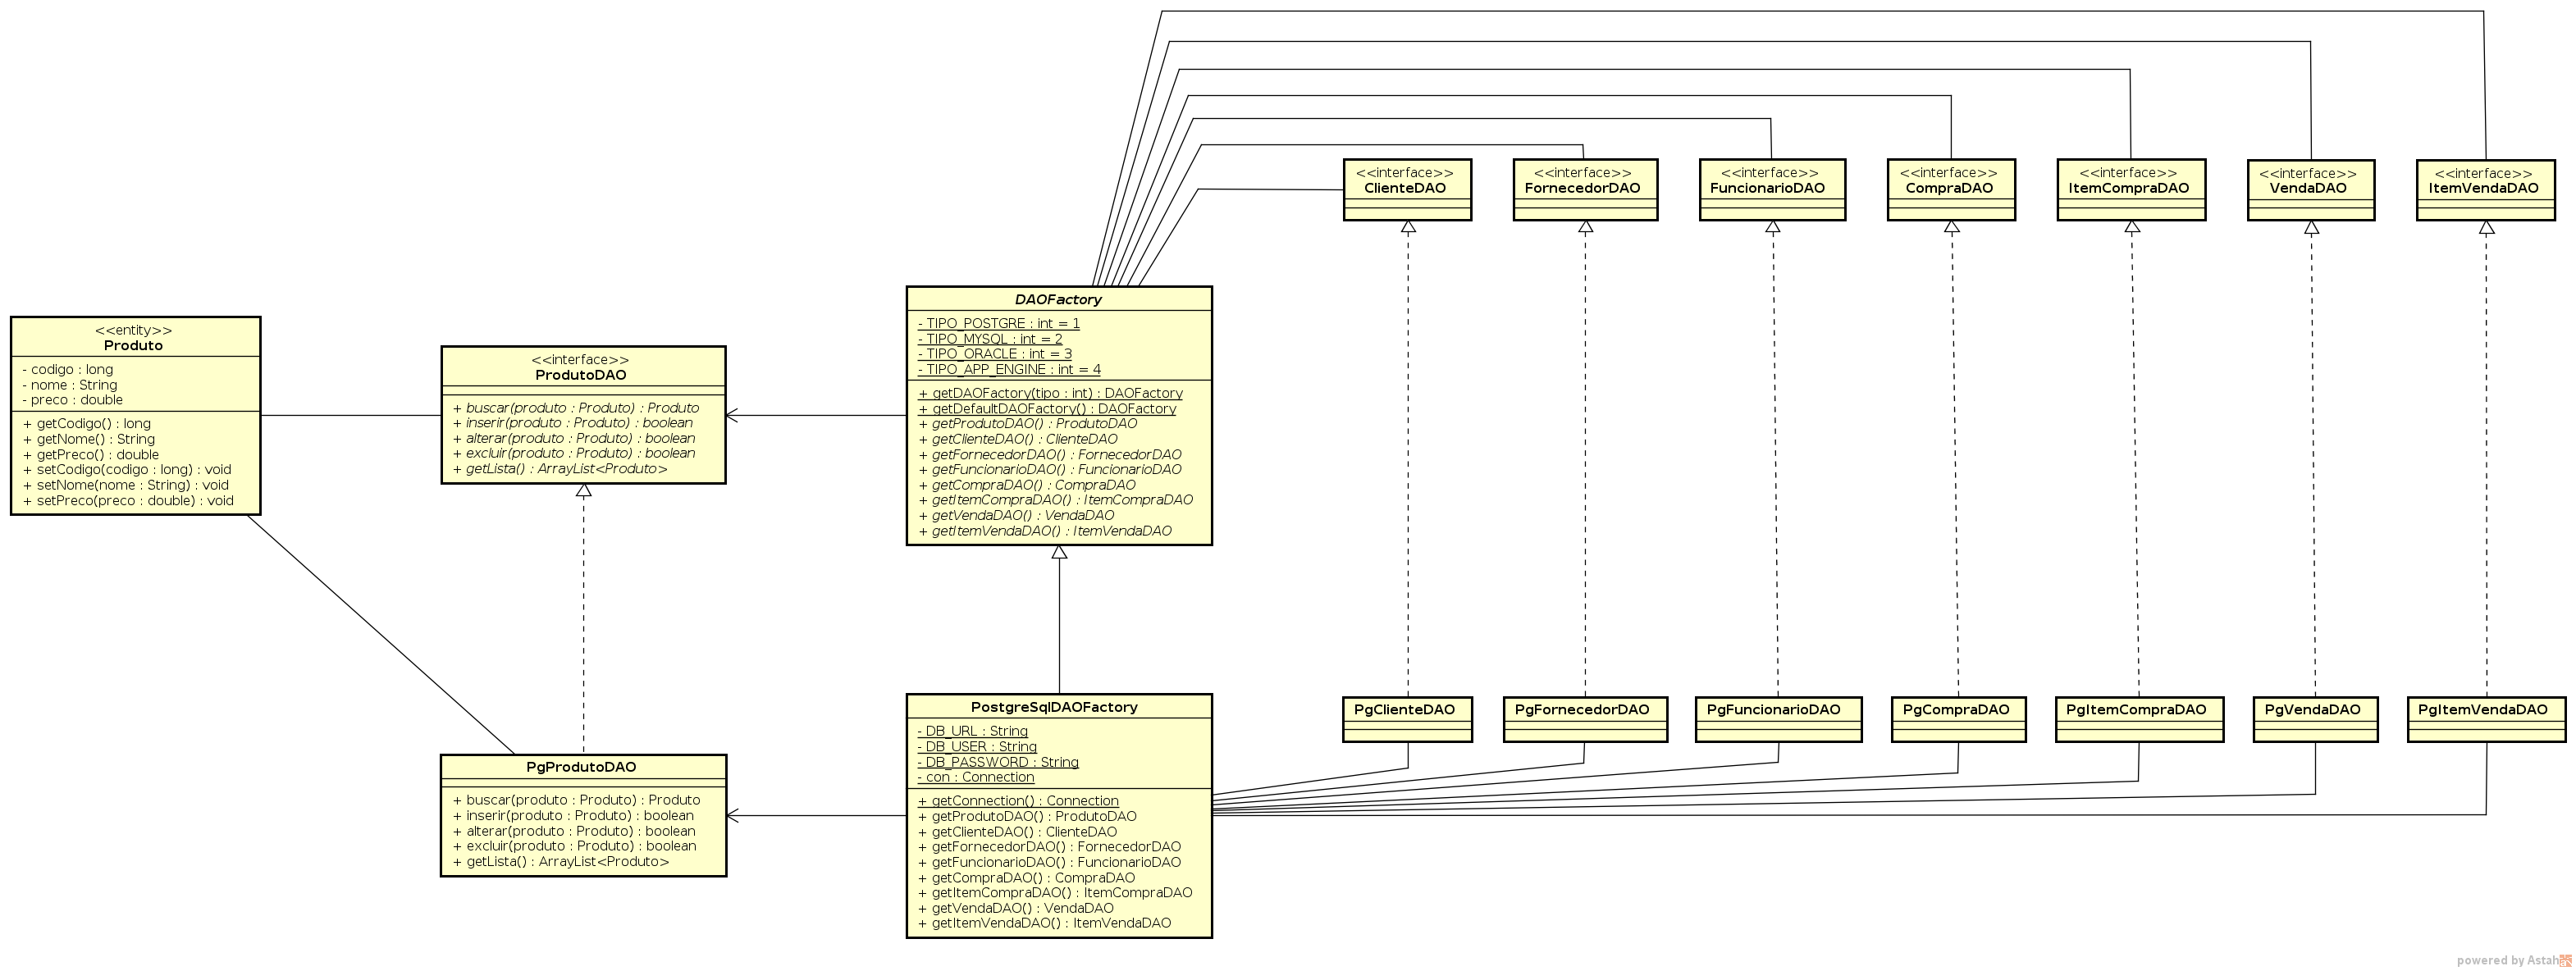 <<interface>>
ClienteDAO
<<interface>>
FornecedorDAO
<<interface>>
FuncionarioDAO
<<interface>>
CompraDAO
<<interface>>
ItemCompraDAO
<<interface>>
VendaDAO
<<interface>>
ItemVendaDAO
<<entity>>
Produto
- codigo : long
- nome : String
- preco : double
+ getCodigo() : long
+ getNome() : String
+ getPreco() : double
+ setCodigo(codigo : long) : void
+ setNome(nome : String) : void
+ setPreco(preco : double) : void
<<interface>>
ProdutoDAO
+ buscar(produto : Produto) : Produto
+ inserir(produto : Produto) : boolean
+ alterar(produto : Produto) : boolean
+ excluir(produto : Produto) : boolean
+ getLista() : ArrayList<Produto>
DAOFactory
- TIPO_POSTGRE : int = 1
- TIPO_MYSQL : int = 2
- TIPO_ORACLE : int = 3
- TIPO_APP_ENGINE : int = 4
+ getDAOFactory(tipo : int) : DAOFactory
+ getDefaultDAOFactory() : DAOFactory
+ getProdutoDAO() : ProdutoDAO
+ getClienteDAO() : ClienteDAO
+ getFornecedorDAO() : FornecedorDAO
+ getFuncionarioDAO() : FuncionarioDAO
+ getCompraDAO() : CompraDAO
+ getItemCompraDAO() : ItemCompraDAO
+ getVendaDAO() : VendaDAO
+ getItemVendaDAO() : ItemVendaDAO
PgProdutoDAO
+ buscar(produto : Produto) : Produto
+ inserir(produto : Produto) : boolean
+ alterar(produto : Produto) : boolean
+ excluir(produto : Produto) : boolean
+ getLista() : ArrayList<Produto>
PostgreSqlDAOFactory
- DB_URL : String
- DB_USER : String
- DB_PASSWORD : String
- con : Connection
+ getConnection() : Connection
+ getProdutoDAO() : ProdutoDAO
+ getClienteDAO() : ClienteDAO
+ getFornecedorDAO() : FornecedorDAO
+ getFuncionarioDAO() : FuncionarioDAO
+ getCompraDAO() : CompraDAO
+ getItemCompraDAO() : ItemCompraDAO
+ getVendaDAO() : VendaDAO
+ getItemVendaDAO() : ItemVendaDAO
PgClienteDAO
PgFornecedorDAO
PgFuncionarioDAO
PgCompraDAO
PgItemCompraDAO
PgVendaDAO
PgItemVendaDAO
powered by Astah